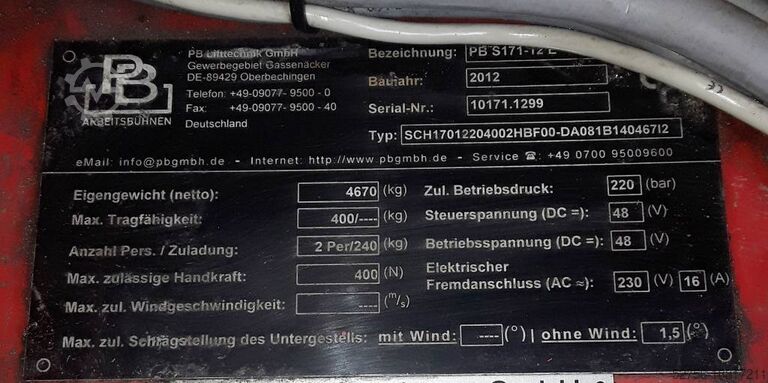 PB Lifttechnik GmbH
Gewerbegebiet Gassenäcker
DE-89429 Oberbechingen
Telefon: +49-09077- 9500 - 0
Fax: +49-09077- 9500 - 40
Deutschland
PB
ARBEITSBÜHNEN
Bezeichnung: PB S171-12 E
Baujahr: 2012
Serial-Nr.: 10171.1299
Typ: SCH17012204002HBF00-DA081B140467I2
eMail: info@pbgmbh.de - Internet: http://www.pbgmbh.de - Service ☎: +49 0700 95009600
Eigengewicht (netto): 4670 (kg)
Max. Tragfähigkeit: 400/---- (kg)
Anzahl Pers. / Zuladung: 2 Per/240 (kg)
Max. zulässige Handkraft: 400 (N)
Max. zul. Windgeschwindigkeit: ---- (m/s)
Zul. Betriebsdruck: 220 (bar)
Steuerspannung (DC =): 48 (V)
Betriebsspannung (DC =): 48 (V)
Elektrischer
Fremdanschluss (AC ≈): 230 (V) 16 (A)
Max. zul. Schrägstellung des Untergestells: mit Wind: ---- (°) | ohne Wind: 1,5 (°)